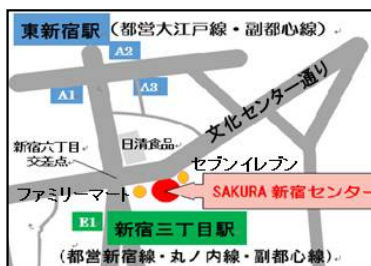 東新宿駅(都営大江戸線・副都心線)
A2
A1
A3
文化センター通り
新宿六丁目
交差点
日清食品
セブンイレブン
ファミリーマート
SAKURA 新宿センター
E1
新宿三丁目駅
(都営新宿線・丸ノ内線・副都心線)